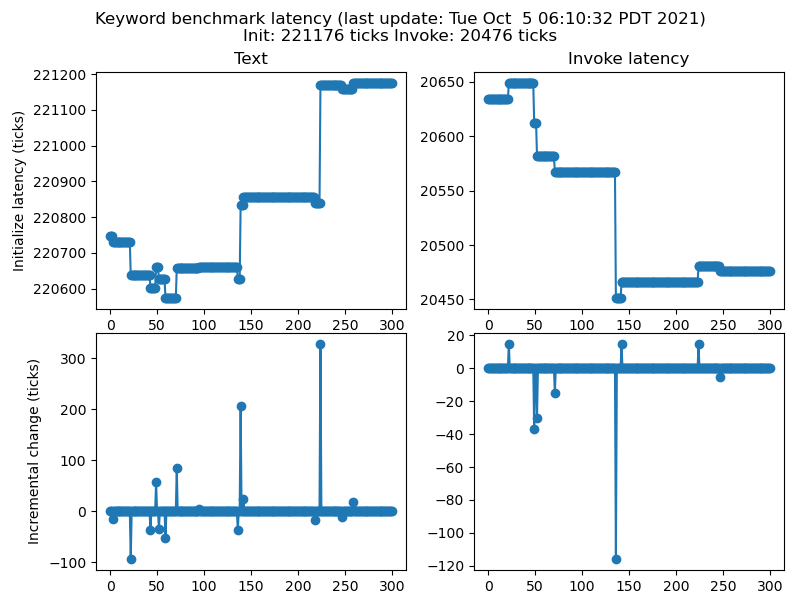 Keyword benchmark latency (last update: Tue Oct  5 06:10:32 PDT 2021)
Init: 221176 ticks Invoke: 20476 ticks
Text
Invoke latency
Initialize latency (ticks)
221200
221100
221000
220900
220800
220700
220600
0 50 100 150 200 250 300
20650
20600
20550
20500
20450
0 50 100 150 200 250 300
Incremental change (ticks)
300
200
100
0
−100
0 50 100 150 200 250 300
20
0
−20
−40
−60
−80
−100
−120
0 50 100 150 200 250 300